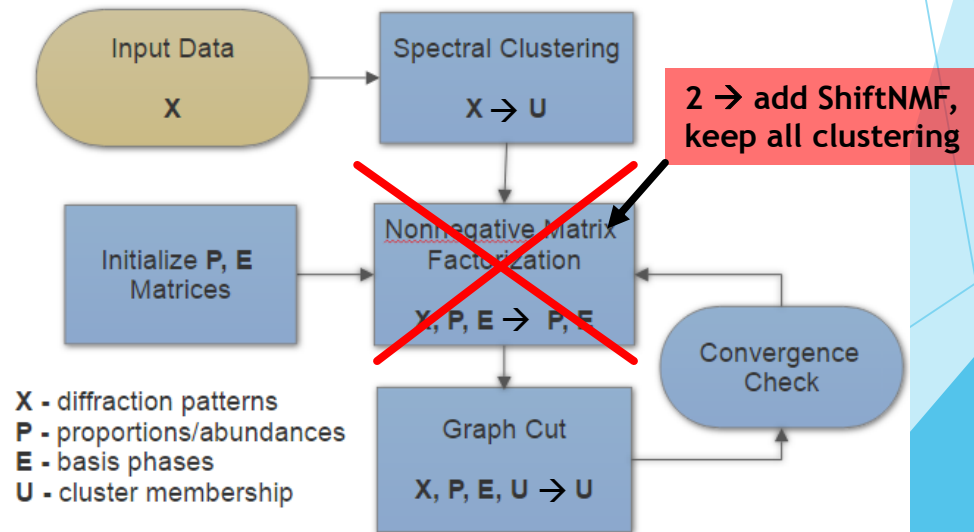 Input Data
X
Spectral Clustering
X → U
2 → add ShiftNMF,
keep all clustering
Initialize P, E
Matrices
Nonnegative Matrix
Factorization
X, P, E → P, E
Convergence
Check
Graph Cut
X, P, E, U → U
X - diffraction patterns
P - proportions/abundances
E - basis phases
U - cluster membership